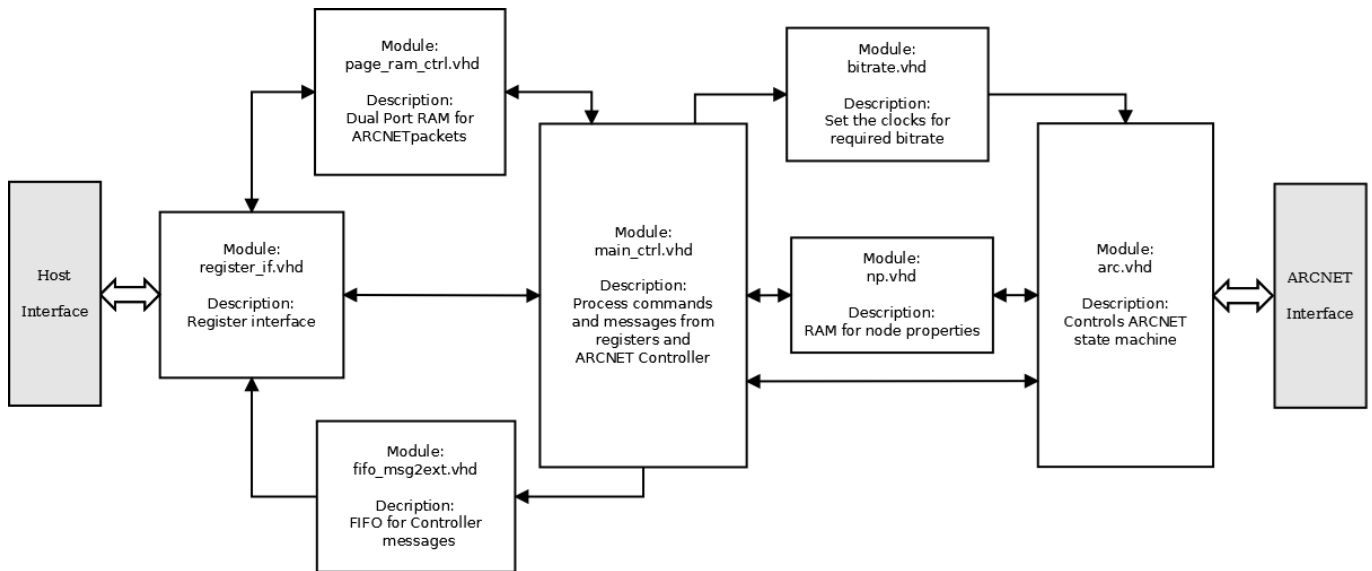 Host
Interface
Module:
register_if.vhd
Description:
Register interface
Module:
page_ram_ctrl.vhd
Description:
Dual Port RAM for
ARCNETpackets
Module:
fifo_msg2ext.vhd
Decription:
FIFO for Controller
messages
Module:
main_ctrl.vhd
Description:
Process commands
and messages from
registers and
ARCNET Controller
Module:
bitrate.vhd
Description:
Set the clocks for
required bitrate
Module:
np.vhd
Description:
RAM for node properties
Module:
arc.vhd
Description:
Controls ARCNET
state machine
ARCNET
Interface